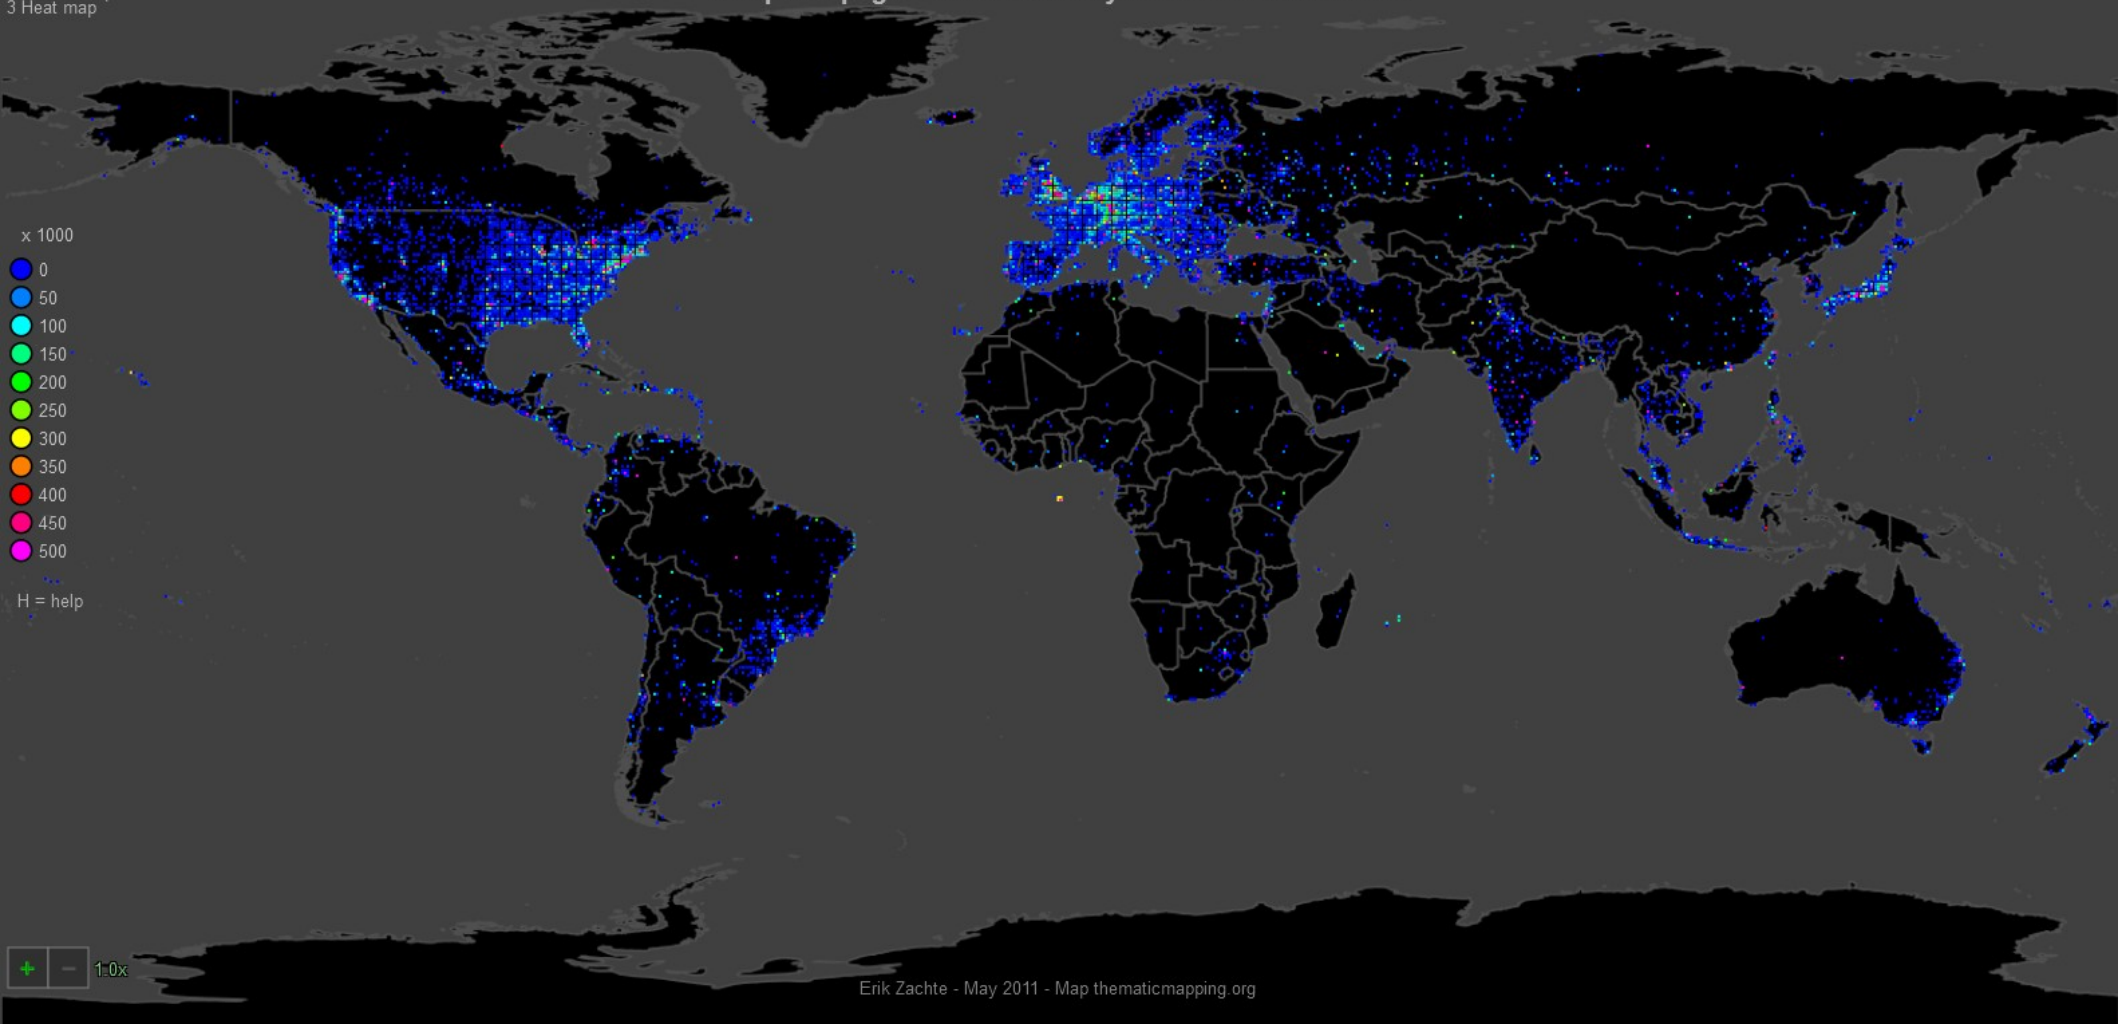 3 Heat map
x 1000
0
50
100
150
200
250
300
350
400
450
500
H = help
+ − 1.0x
Erik Zachte - May 2011 - Map thematicmapping.org